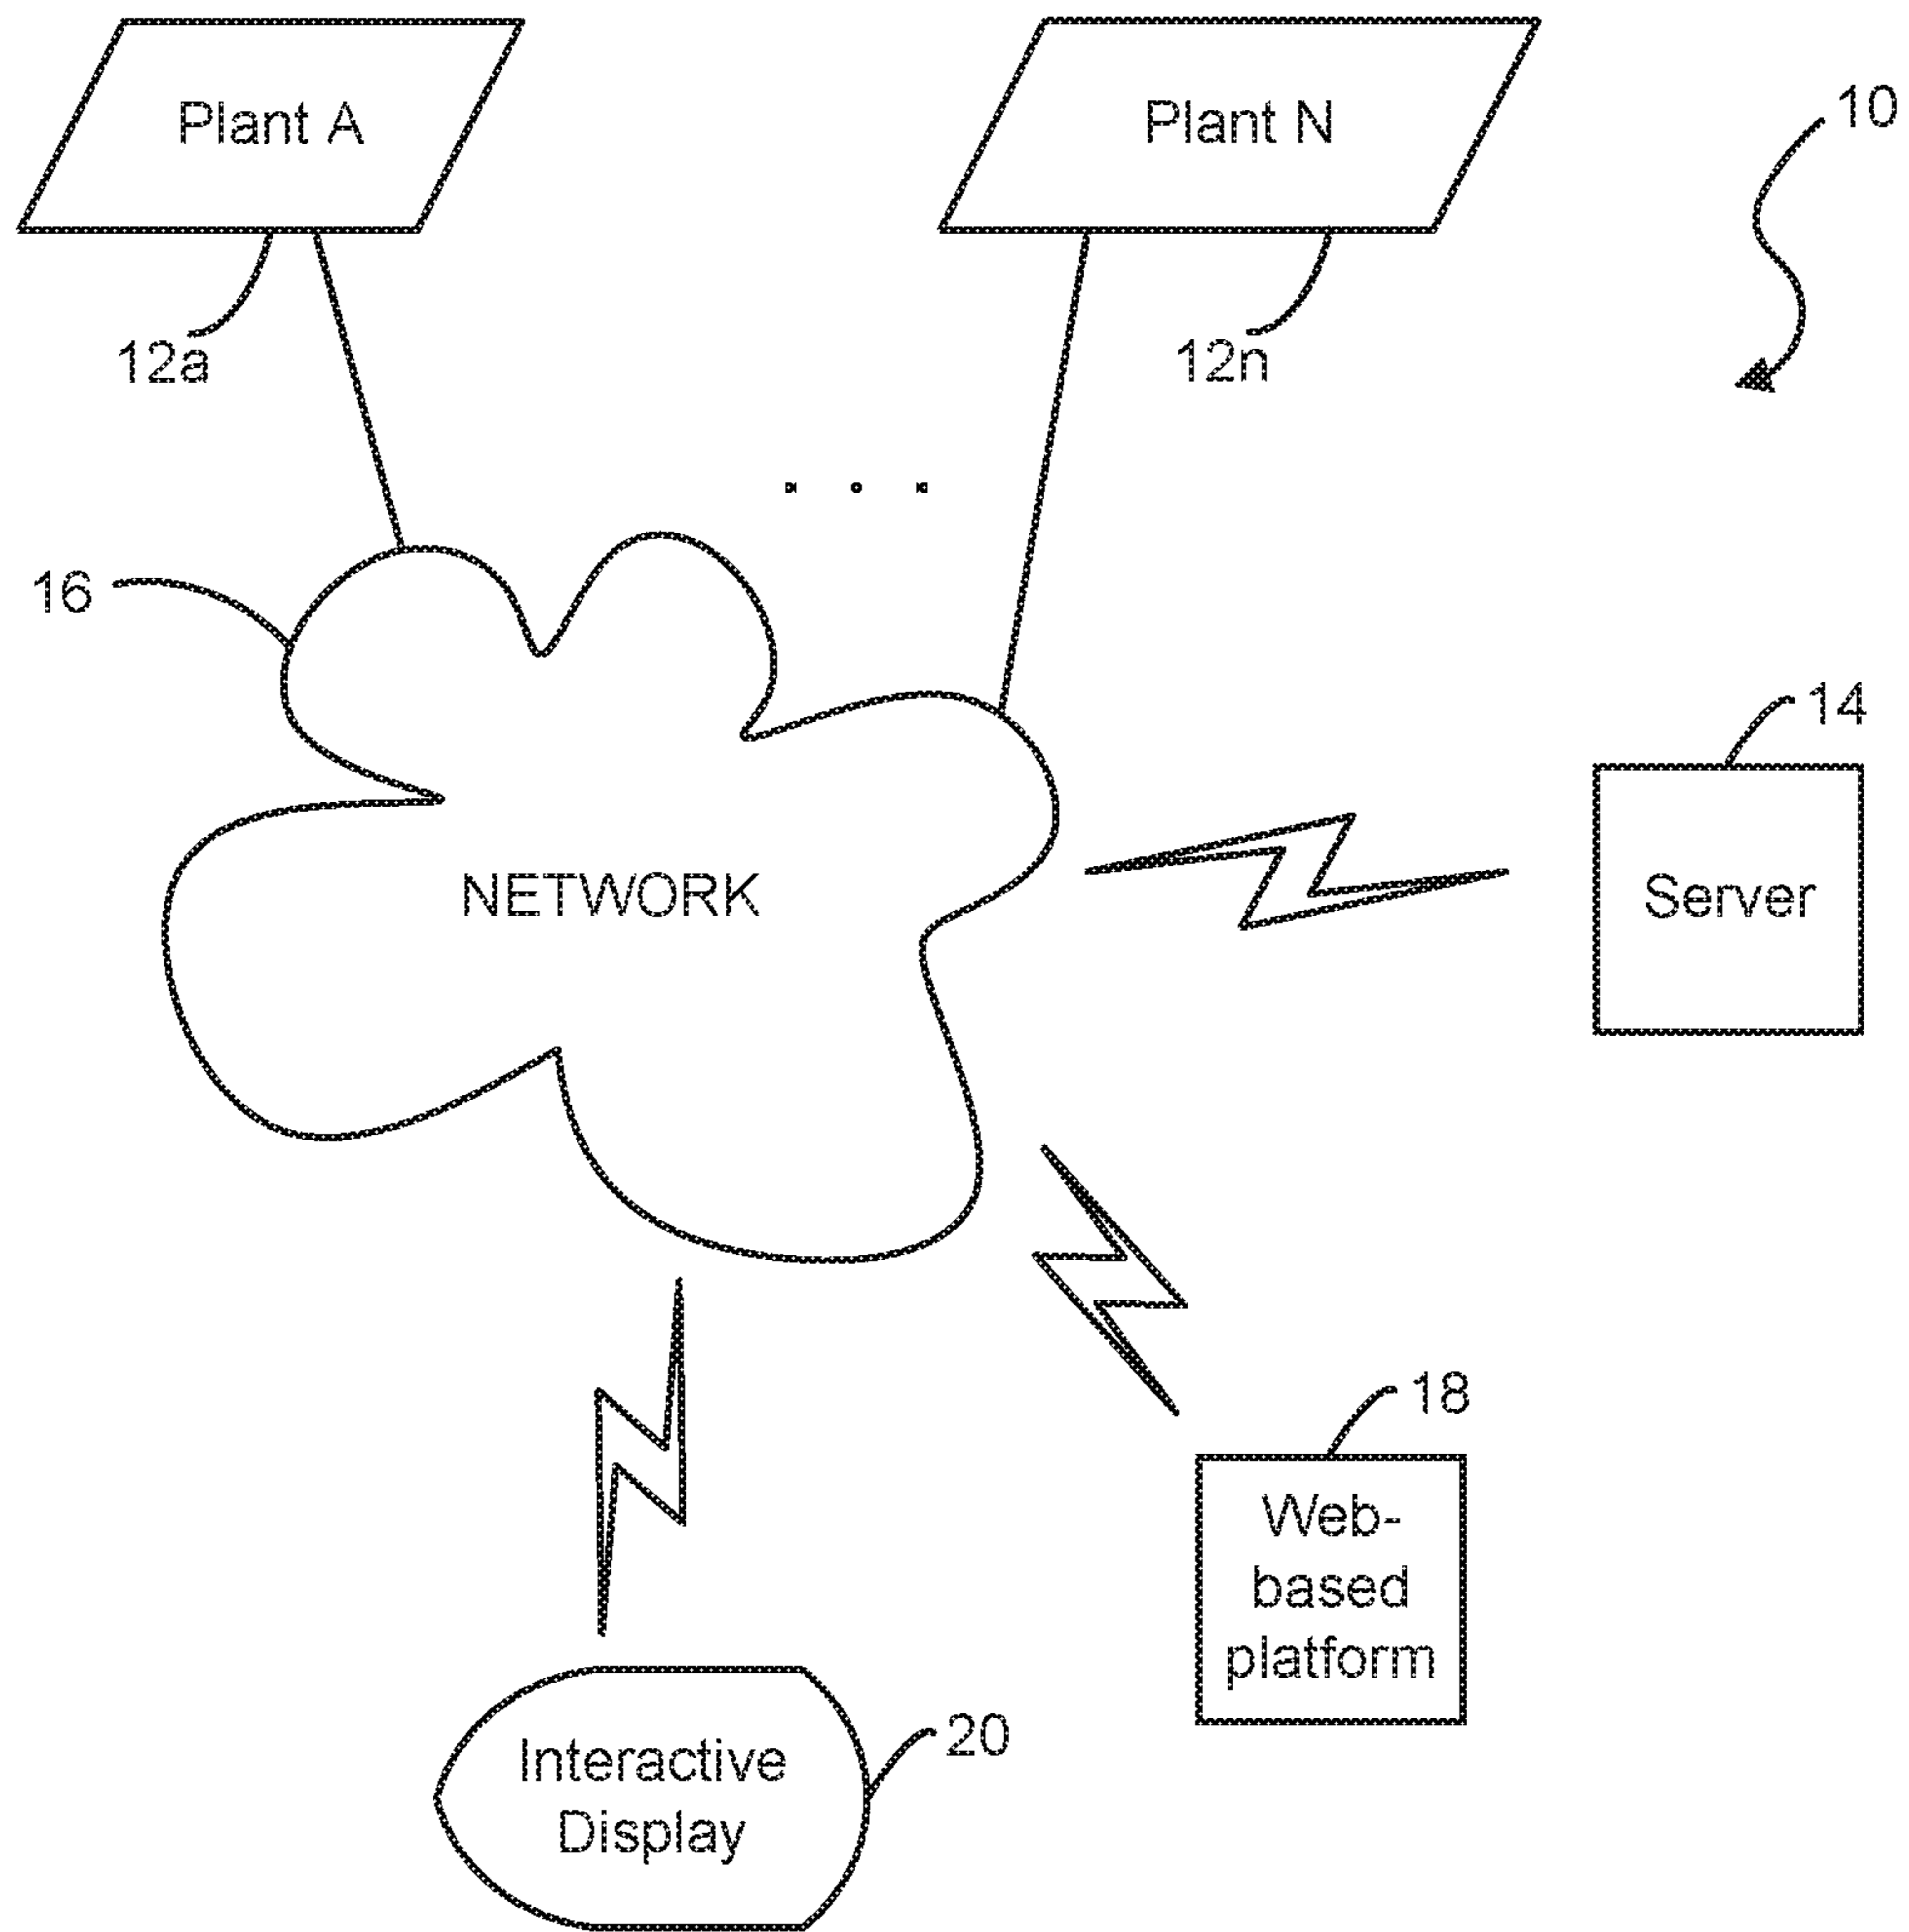 Plant A
Plant N
10
12a
12n
. . .
16
14
NETWORK
Server
18
Web-
based
platform
20
Interactive
Display